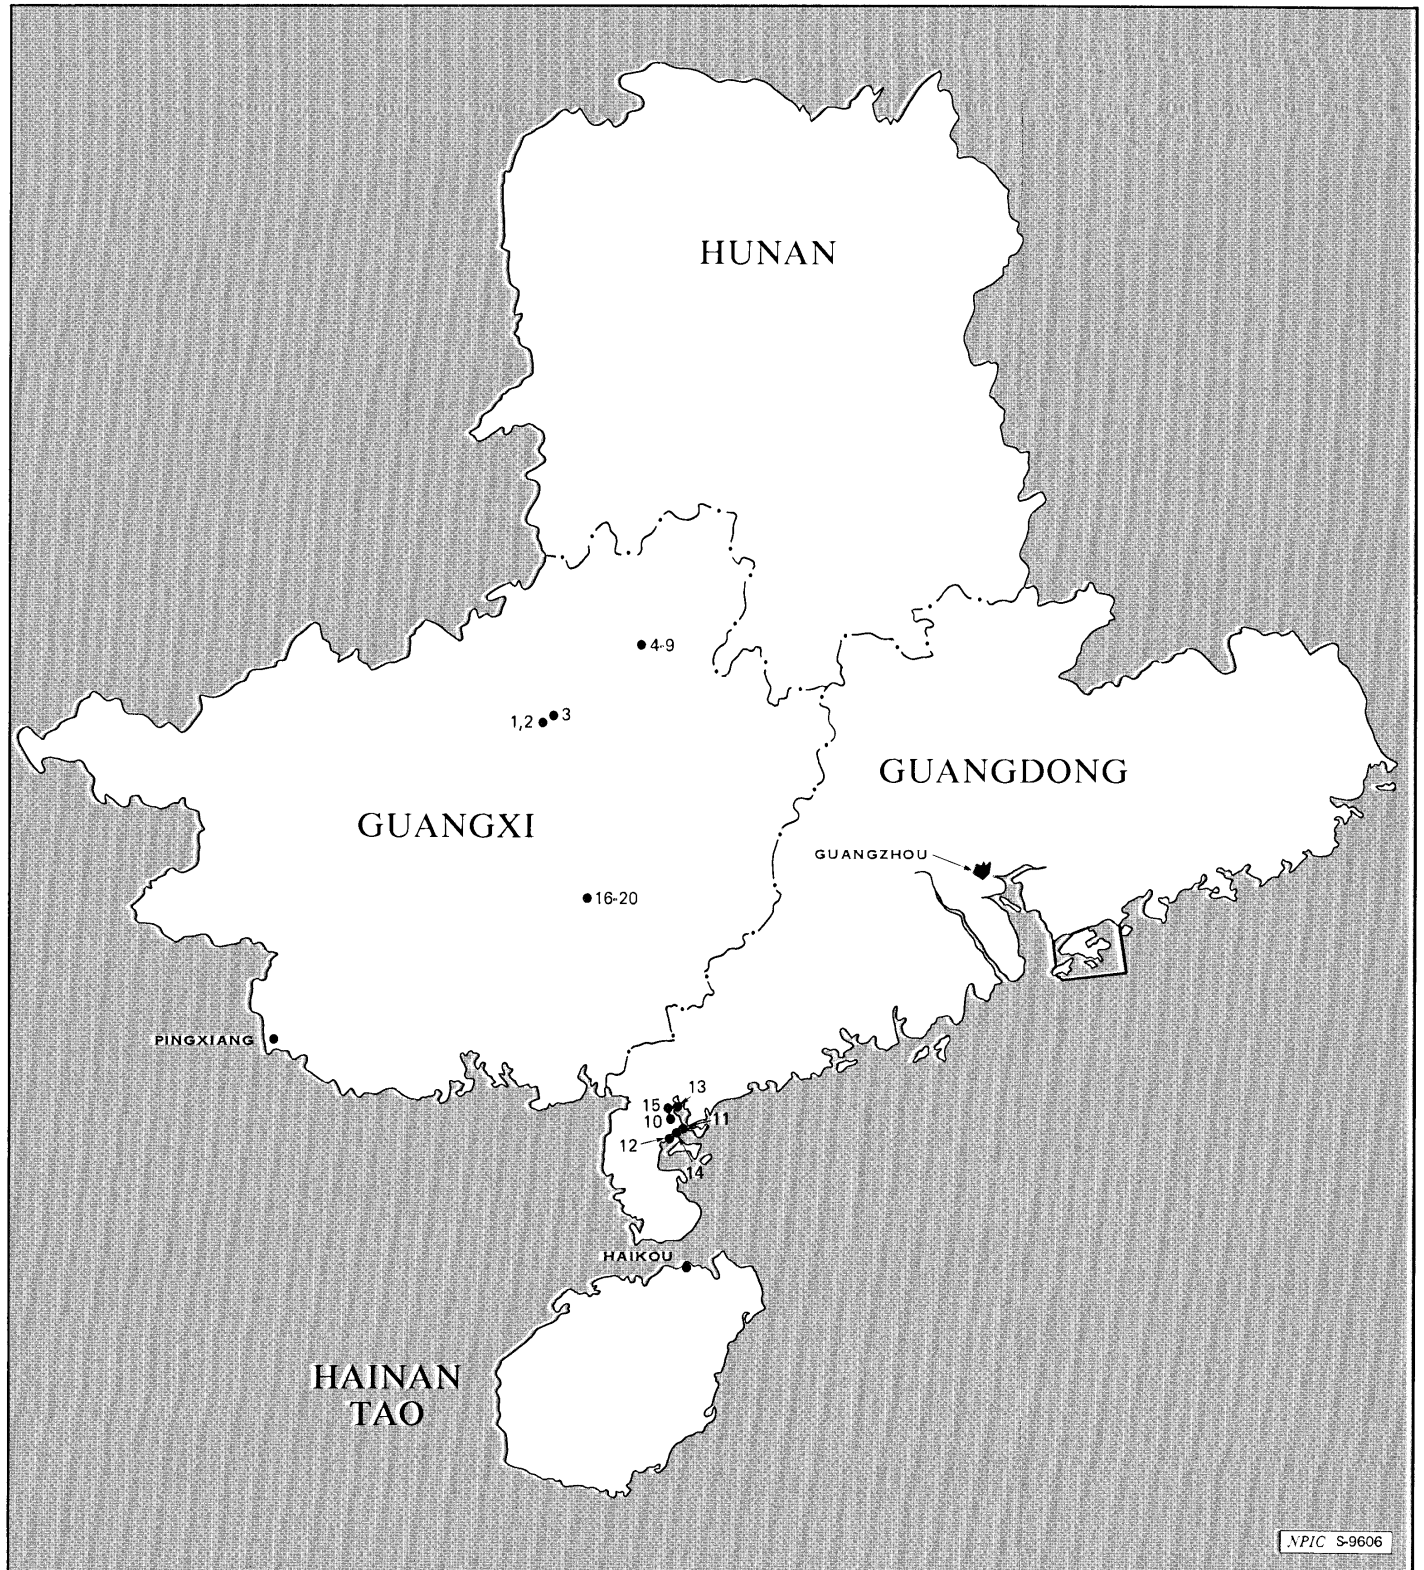 HUNAN
4-9
1,2
3
GUANGDONG
GUANGXI
GUANGZHOU
16-20
PINGXIANG
13
15
10
11
12
14
HAIKOU
HAINAN
TAO
NPIC S-9606